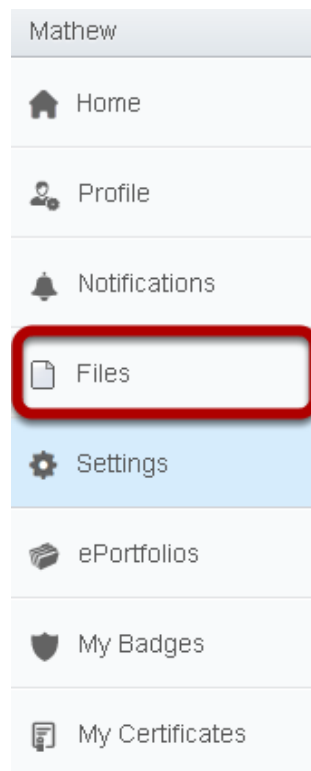 Mathew
Home
Profile
Notifications
Files
Settings
ePortfolios
My Badges
My Certificates